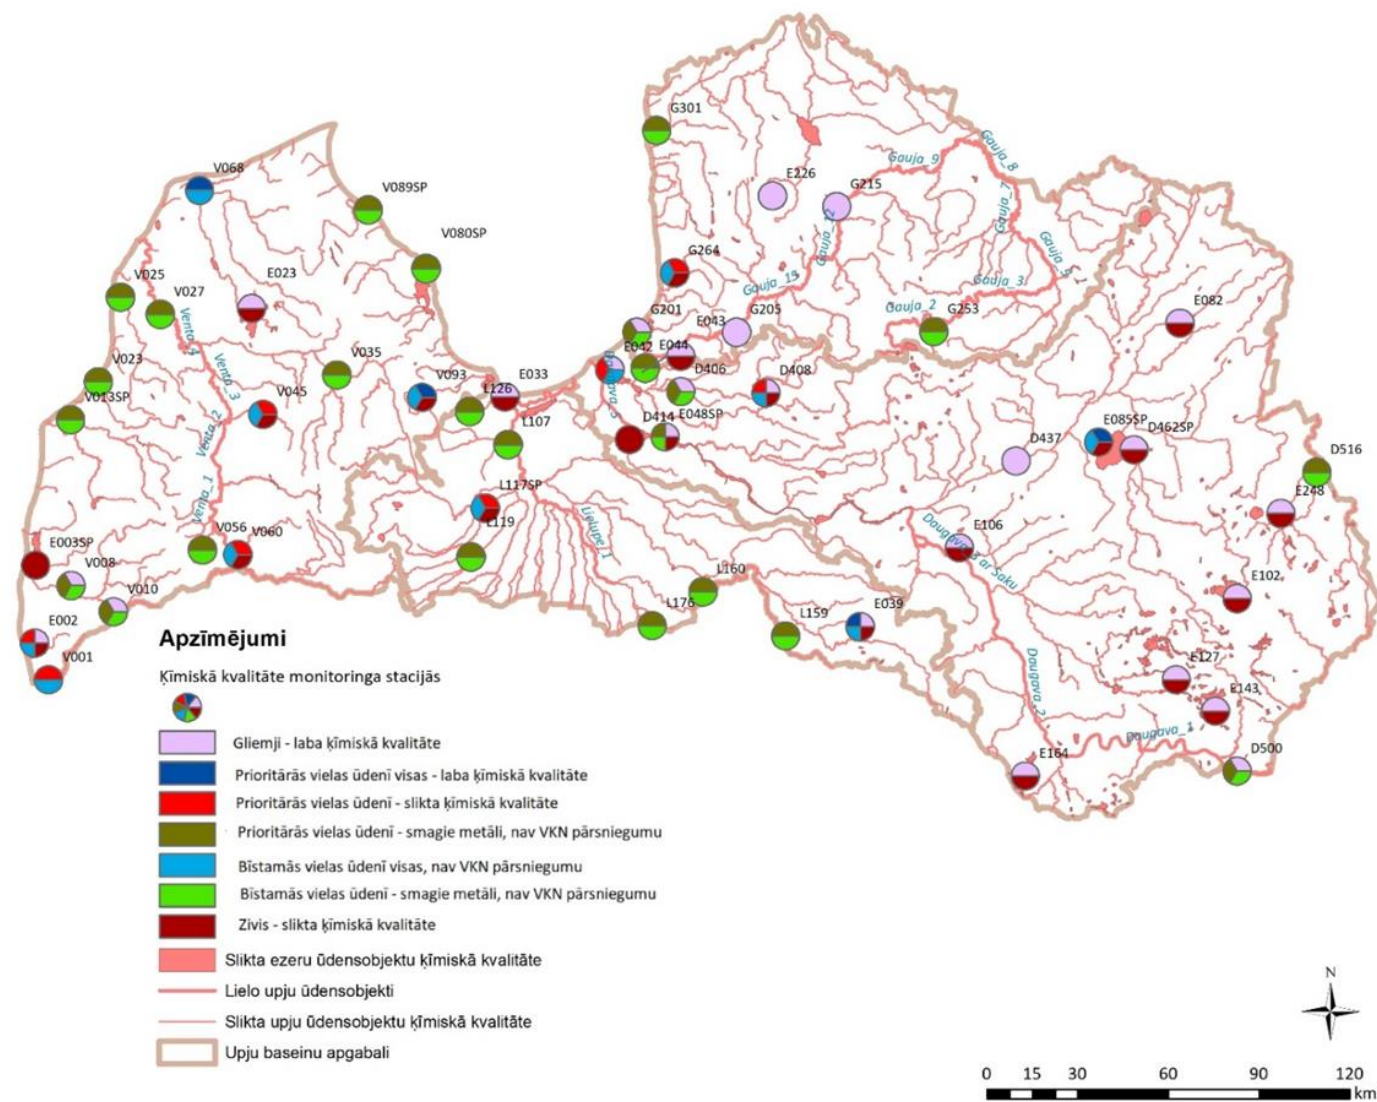 G301
Gauja_8
Gauja_9
V068
E226
G215
V089SP
Gauja_7
Gauja_12
V080SP
G264
Gauja_5
V025
E023
Gauja_15
Gauja_3
V027
Venta_4
G201
E043
G205
Gauja_2
G253
E082
V023
V035
E042
E044
Venta_3
V093
E033
D406
D408
V013SP
V045
L126
Venta_2
L107
D414
E048SP
E085SP
D462SP
D437
D516
Venta_1
L117SP
E248
L119
Lielupe_1
V056
V060
E106
Daugava_3 ar Saku
E003SP
V008
L160
E102
V010
L176
L159
E039
E002
V001
Daugava_2
E127
E143
Daugava_1
E164
D500
Apzīmējumi
Ķīmiskā kvalitāte monitoringa stacijās
Gliemji - laba ķīmiskā kvalitāte
Prioritārās vielas ūdenī visas - laba ķīmiskā kvalitāte
Prioritārās vielas ūdenī - slikta ķīmiskā kvalitāte
Prioritārās vielas ūdenī - smagie metāli, nav VKN pārsniegumu
Bīstamās vielas ūdenī visas, nav VKN pārsniegumu
Bīstamās vielas ūdenī - smagie metāli, nav VKN pārsniegumu
Zivis - slikta ķīmiskā kvalitāte
Slikta ezeru ūdensobjektu ķīmiskā kvalitāte
Lielo upju ūdensobjekti
Slikta upju ūdensobjektu ķīmiskā kvalitāte
Upju baseinu apgabali
N
0 15 30 60 90 120
km